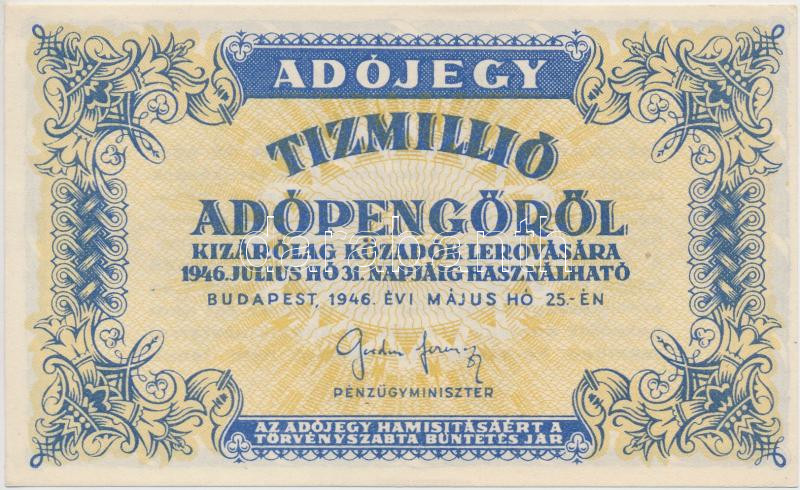 ADÓJEGY
TIZMILLIÓ
ADÓPENGŐRŐL
KIZÁRÓLAG KÖZADÓK LEROVÁSÁRA
1946. JULIUS HÓ 31. NAPJÁIG HASZNÁLHATÓ
BUDAPEST, 1946. ÉVI MÁJUS HÓ 25.-ÉN
PÉNZÜGYMINISZTER
AZ ADÓJEGY HAMISITÁSÁÉRT A
TÖRVÉNYSZABTA BÜNTETÉS JÁR